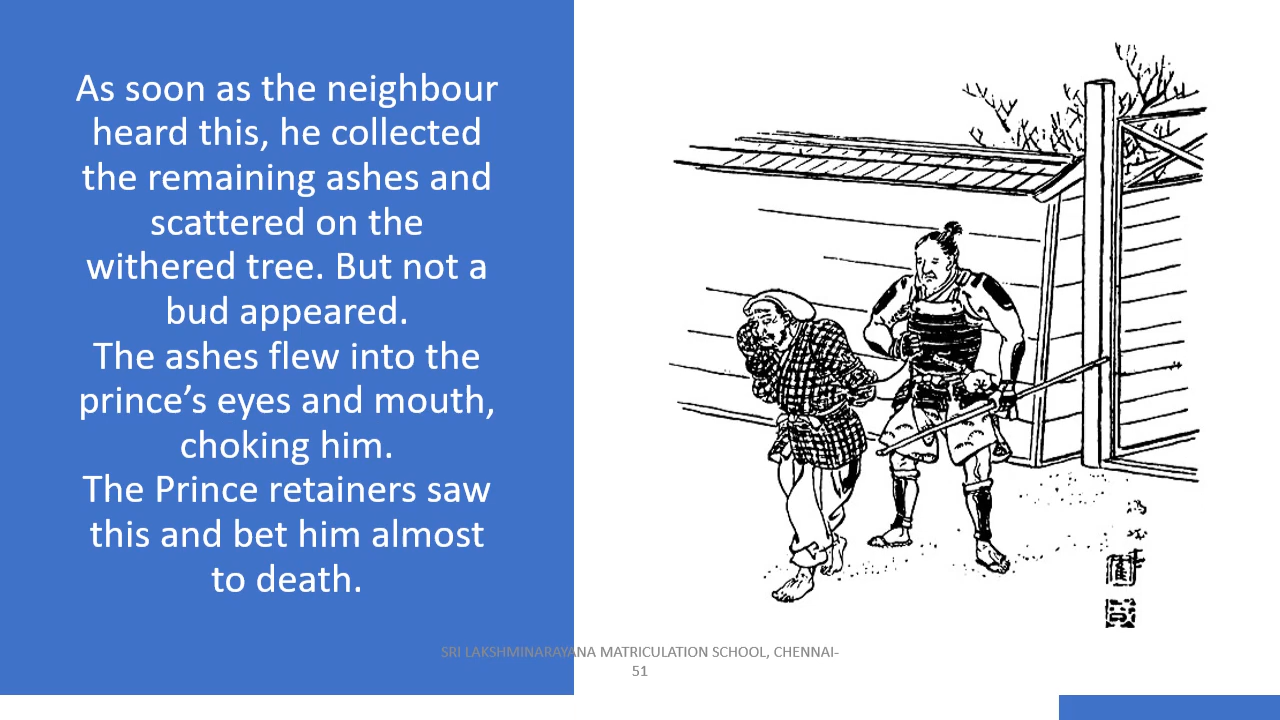 As soon as the neighbour
heard this, he collected
the remaining ashes and
scattered on the
withered tree. But not a
bud appeared.
The ashes flew into the
prince’s eyes and mouth,
choking him.
The Prince retainers saw
this and bet him almost
to death.
SRI LAKSHMINARAYANA MATRICULATION SCHOOL, CHENNAI-
51